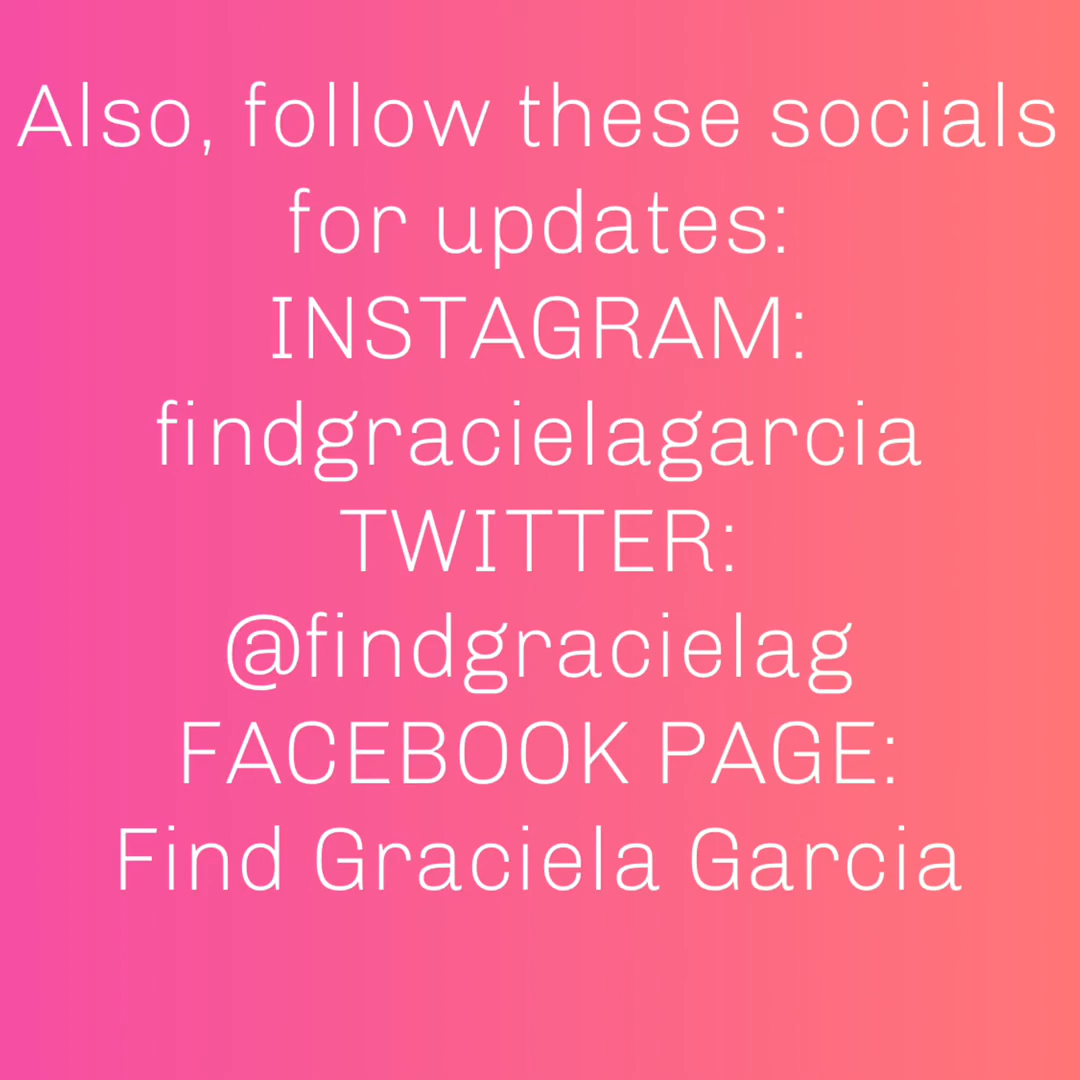 Also, follow these socials
for updates:
INSTAGRAM:
findgracielagarcia
TWITTER:
@findgracielag
FACEBOOK PAGE:
Find Graciela Garcia